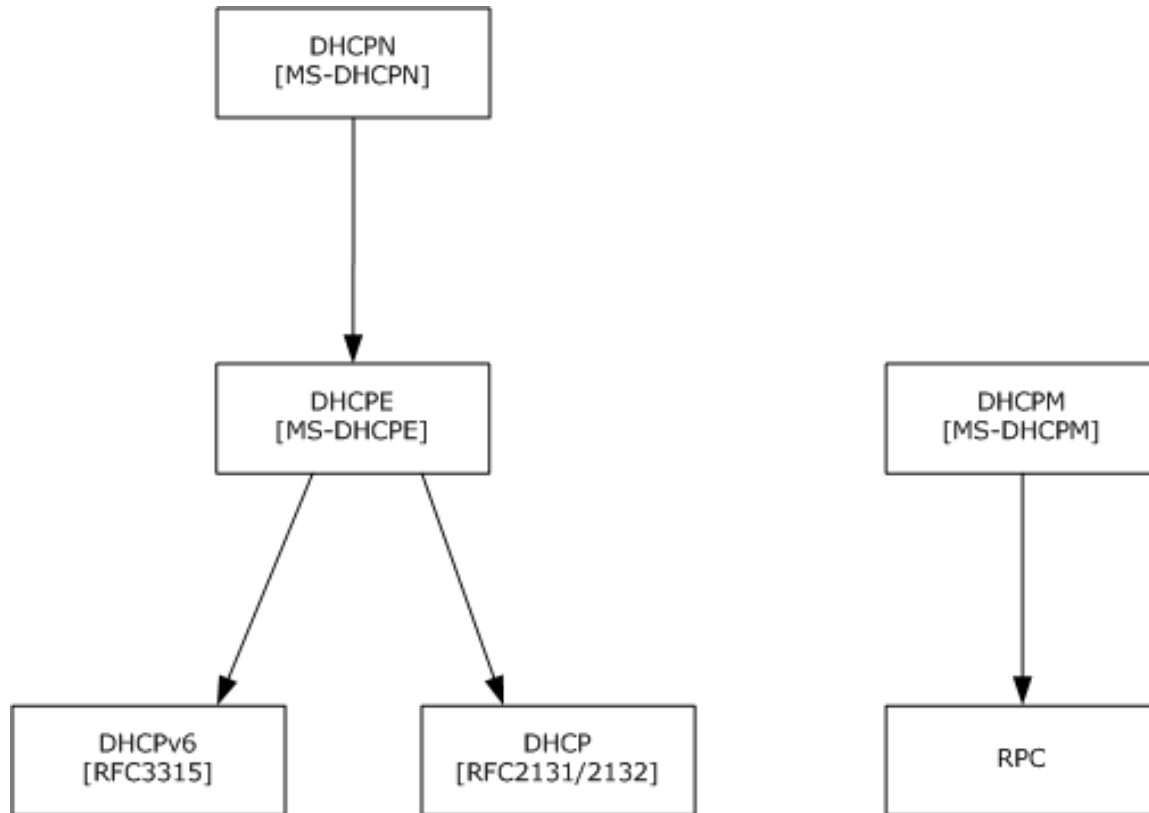 DHCPN
[MS-DHCPN]
DHCPE
[MS-DHCPE]
DHCPM
[MS-DHCPM]
DHCPv6
[RFC3315]
DHCP
[RFC2131/2132]
RPC